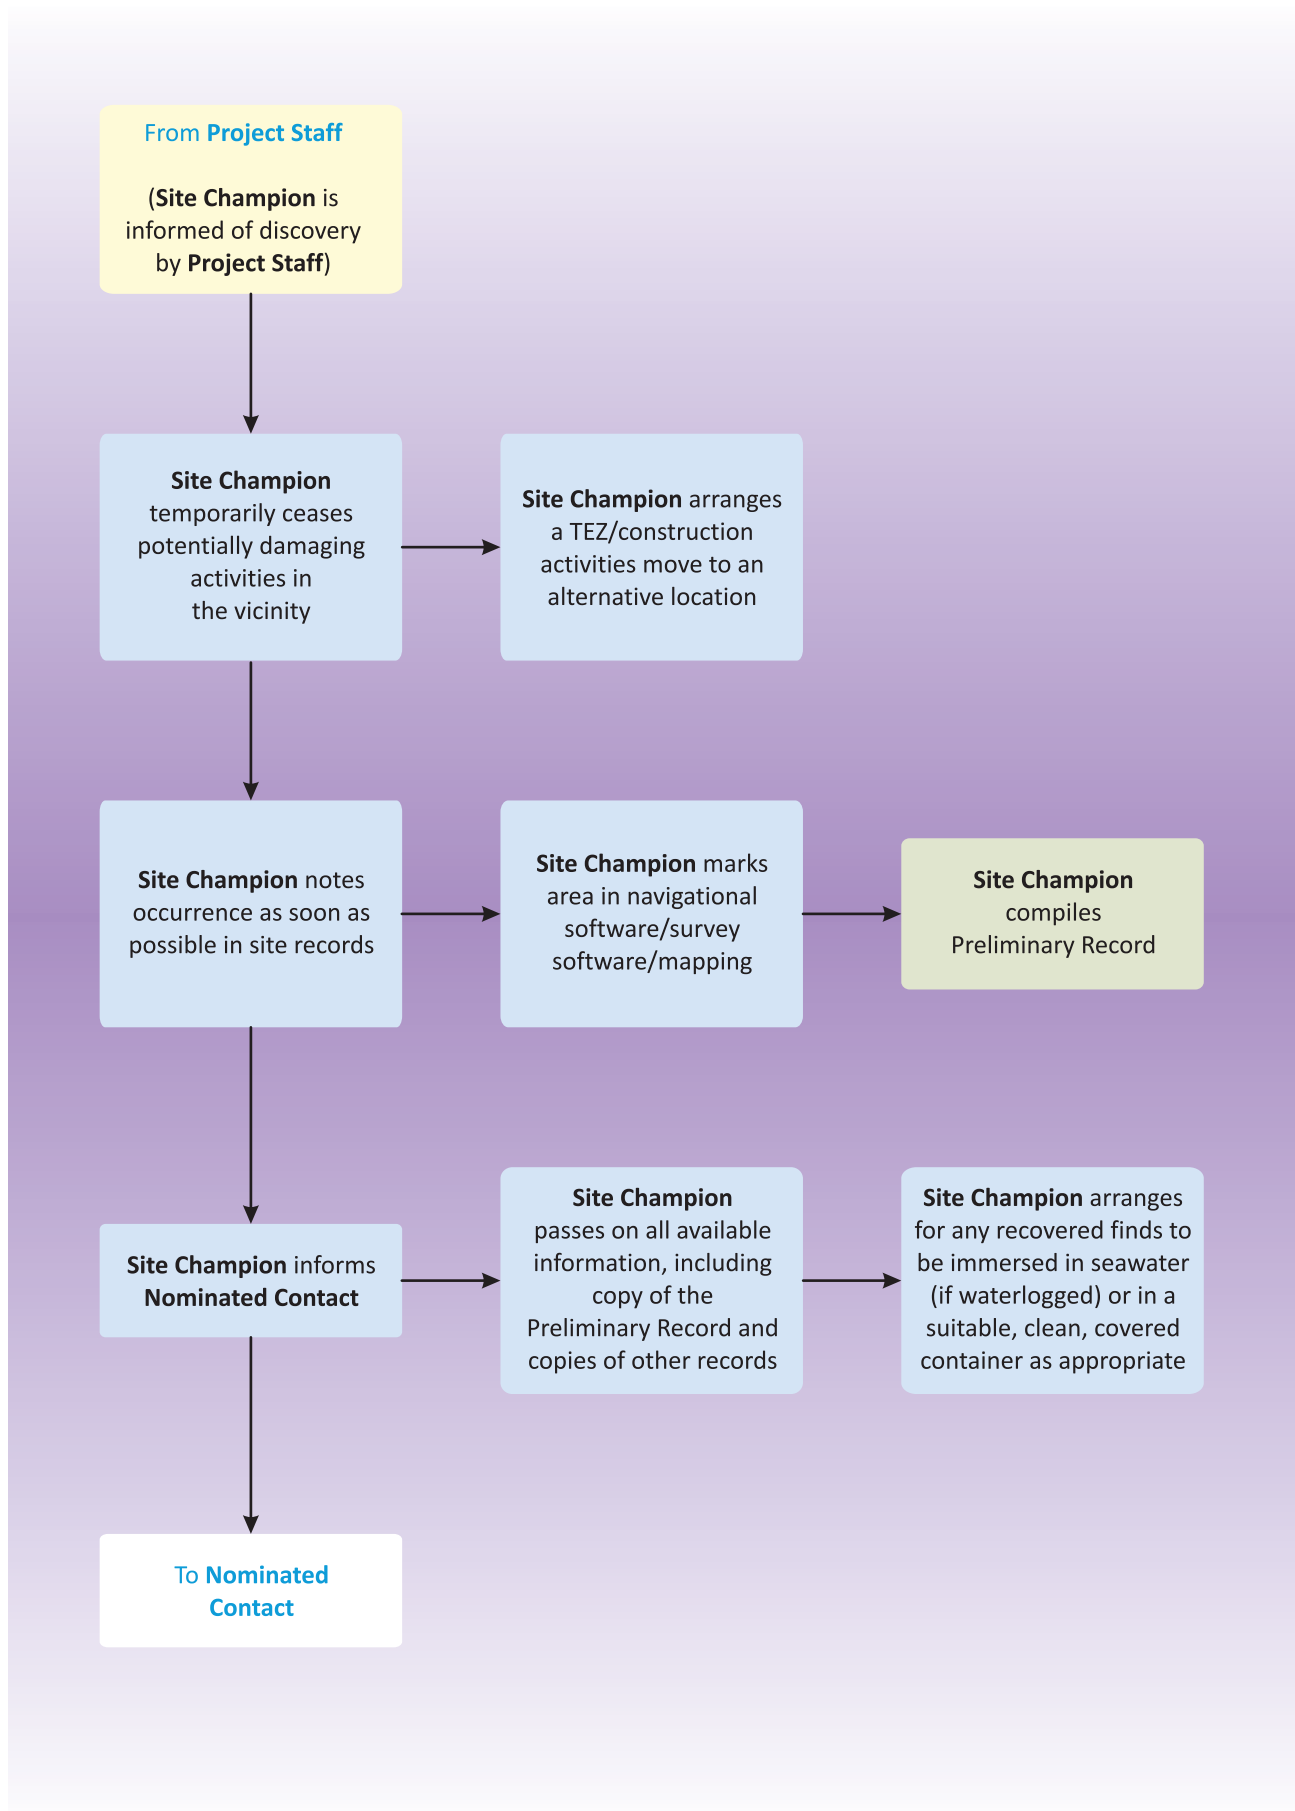 From Project Staff
(Site Champion is
informed of discovery
by Project Staff)
Site Champion
temporarily ceases
potentially damaging
activities in
the vicinity
Site Champion arranges
a TEZ/construction
activities move to an
alternative location
Site Champion notes
occurrence as soon as
possible in site records
Site Champion marks
area in navigational
software/survey
software/mapping
Site Champion
compiles
Preliminary Record
Site Champion informs
Nominated Contact
Site Champion
passes on all available
information, including
copy of the
Preliminary Record and
copies of other records
Site Champion arranges
for any recovered finds to
be immersed in seawater
(if waterlogged) or in a
suitable, clean, covered
container as appropriate
To Nominated
Contact